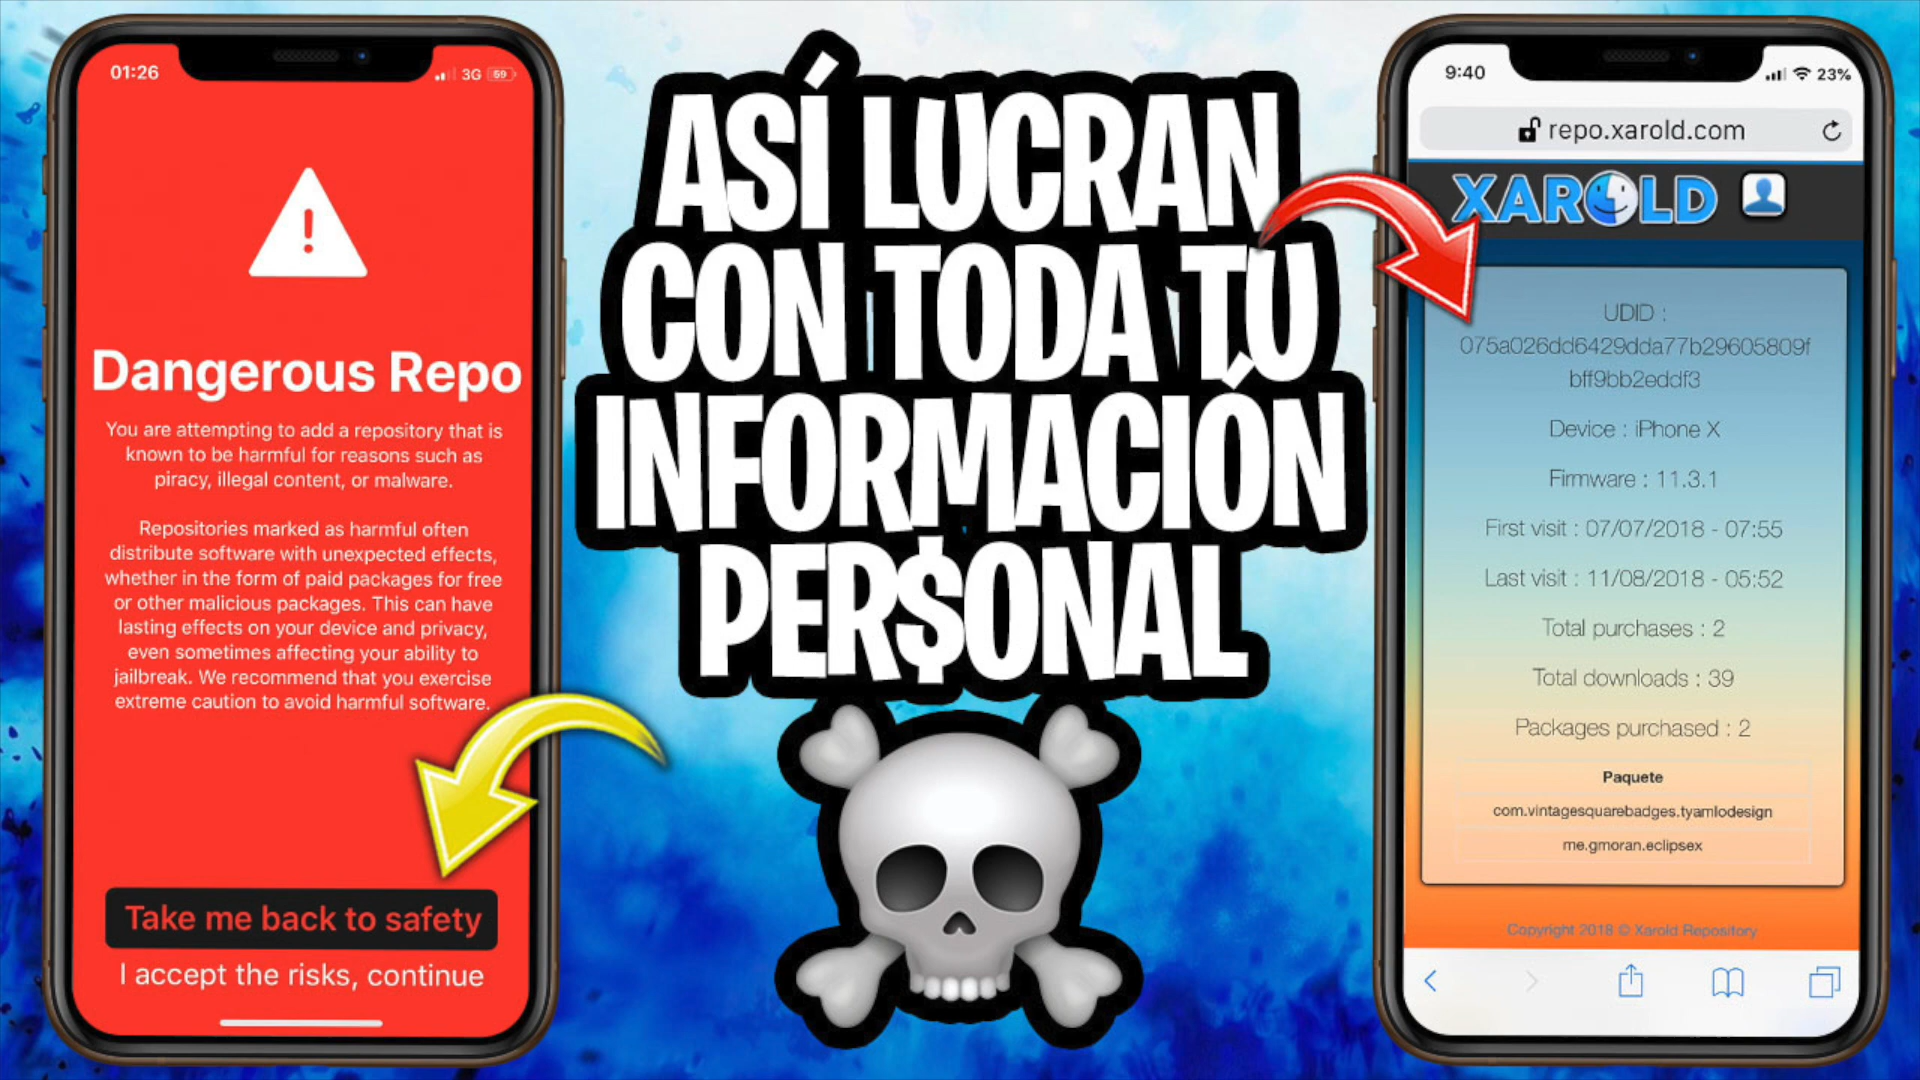 01:26
3G 59
Dangerous Repo
You are attempting to add a repository that is
known to be harmful for reasons such as
piracy, illegal content, or malware.
Repositories marked as harmful often
distribute software with unexpected effects,
whether in the form of paid packages for free
or other malicious packages. This can have
lasting effects on your device and privacy,
even sometimes affecting your ability to
jailbreak. We recommend that you exercise
extreme caution to avoid harmful software.
Take me back to safety
I accept the risks, continue
ASÍ LUCRAN
CON TODA TU
INFORMACIÓN
PER$ONAL
9:40
23%
repo.xarold.com
XAROLD
UDID :
075a026dd6429dda77b29605809f
bff9bb2eddf3
Device : iPhone X
Firmware : 11.3.1
First visit : 07/07/2018 - 07:55
Last visit : 11/08/2018 - 05:52
Total purchases : 2
Total downloads : 39
Packages purchased : 2
Paquete
com.vintagesquarebadges.tyamlodesign
me.gmoran.eclipsex
Copyright 2018 © Xarold Repository